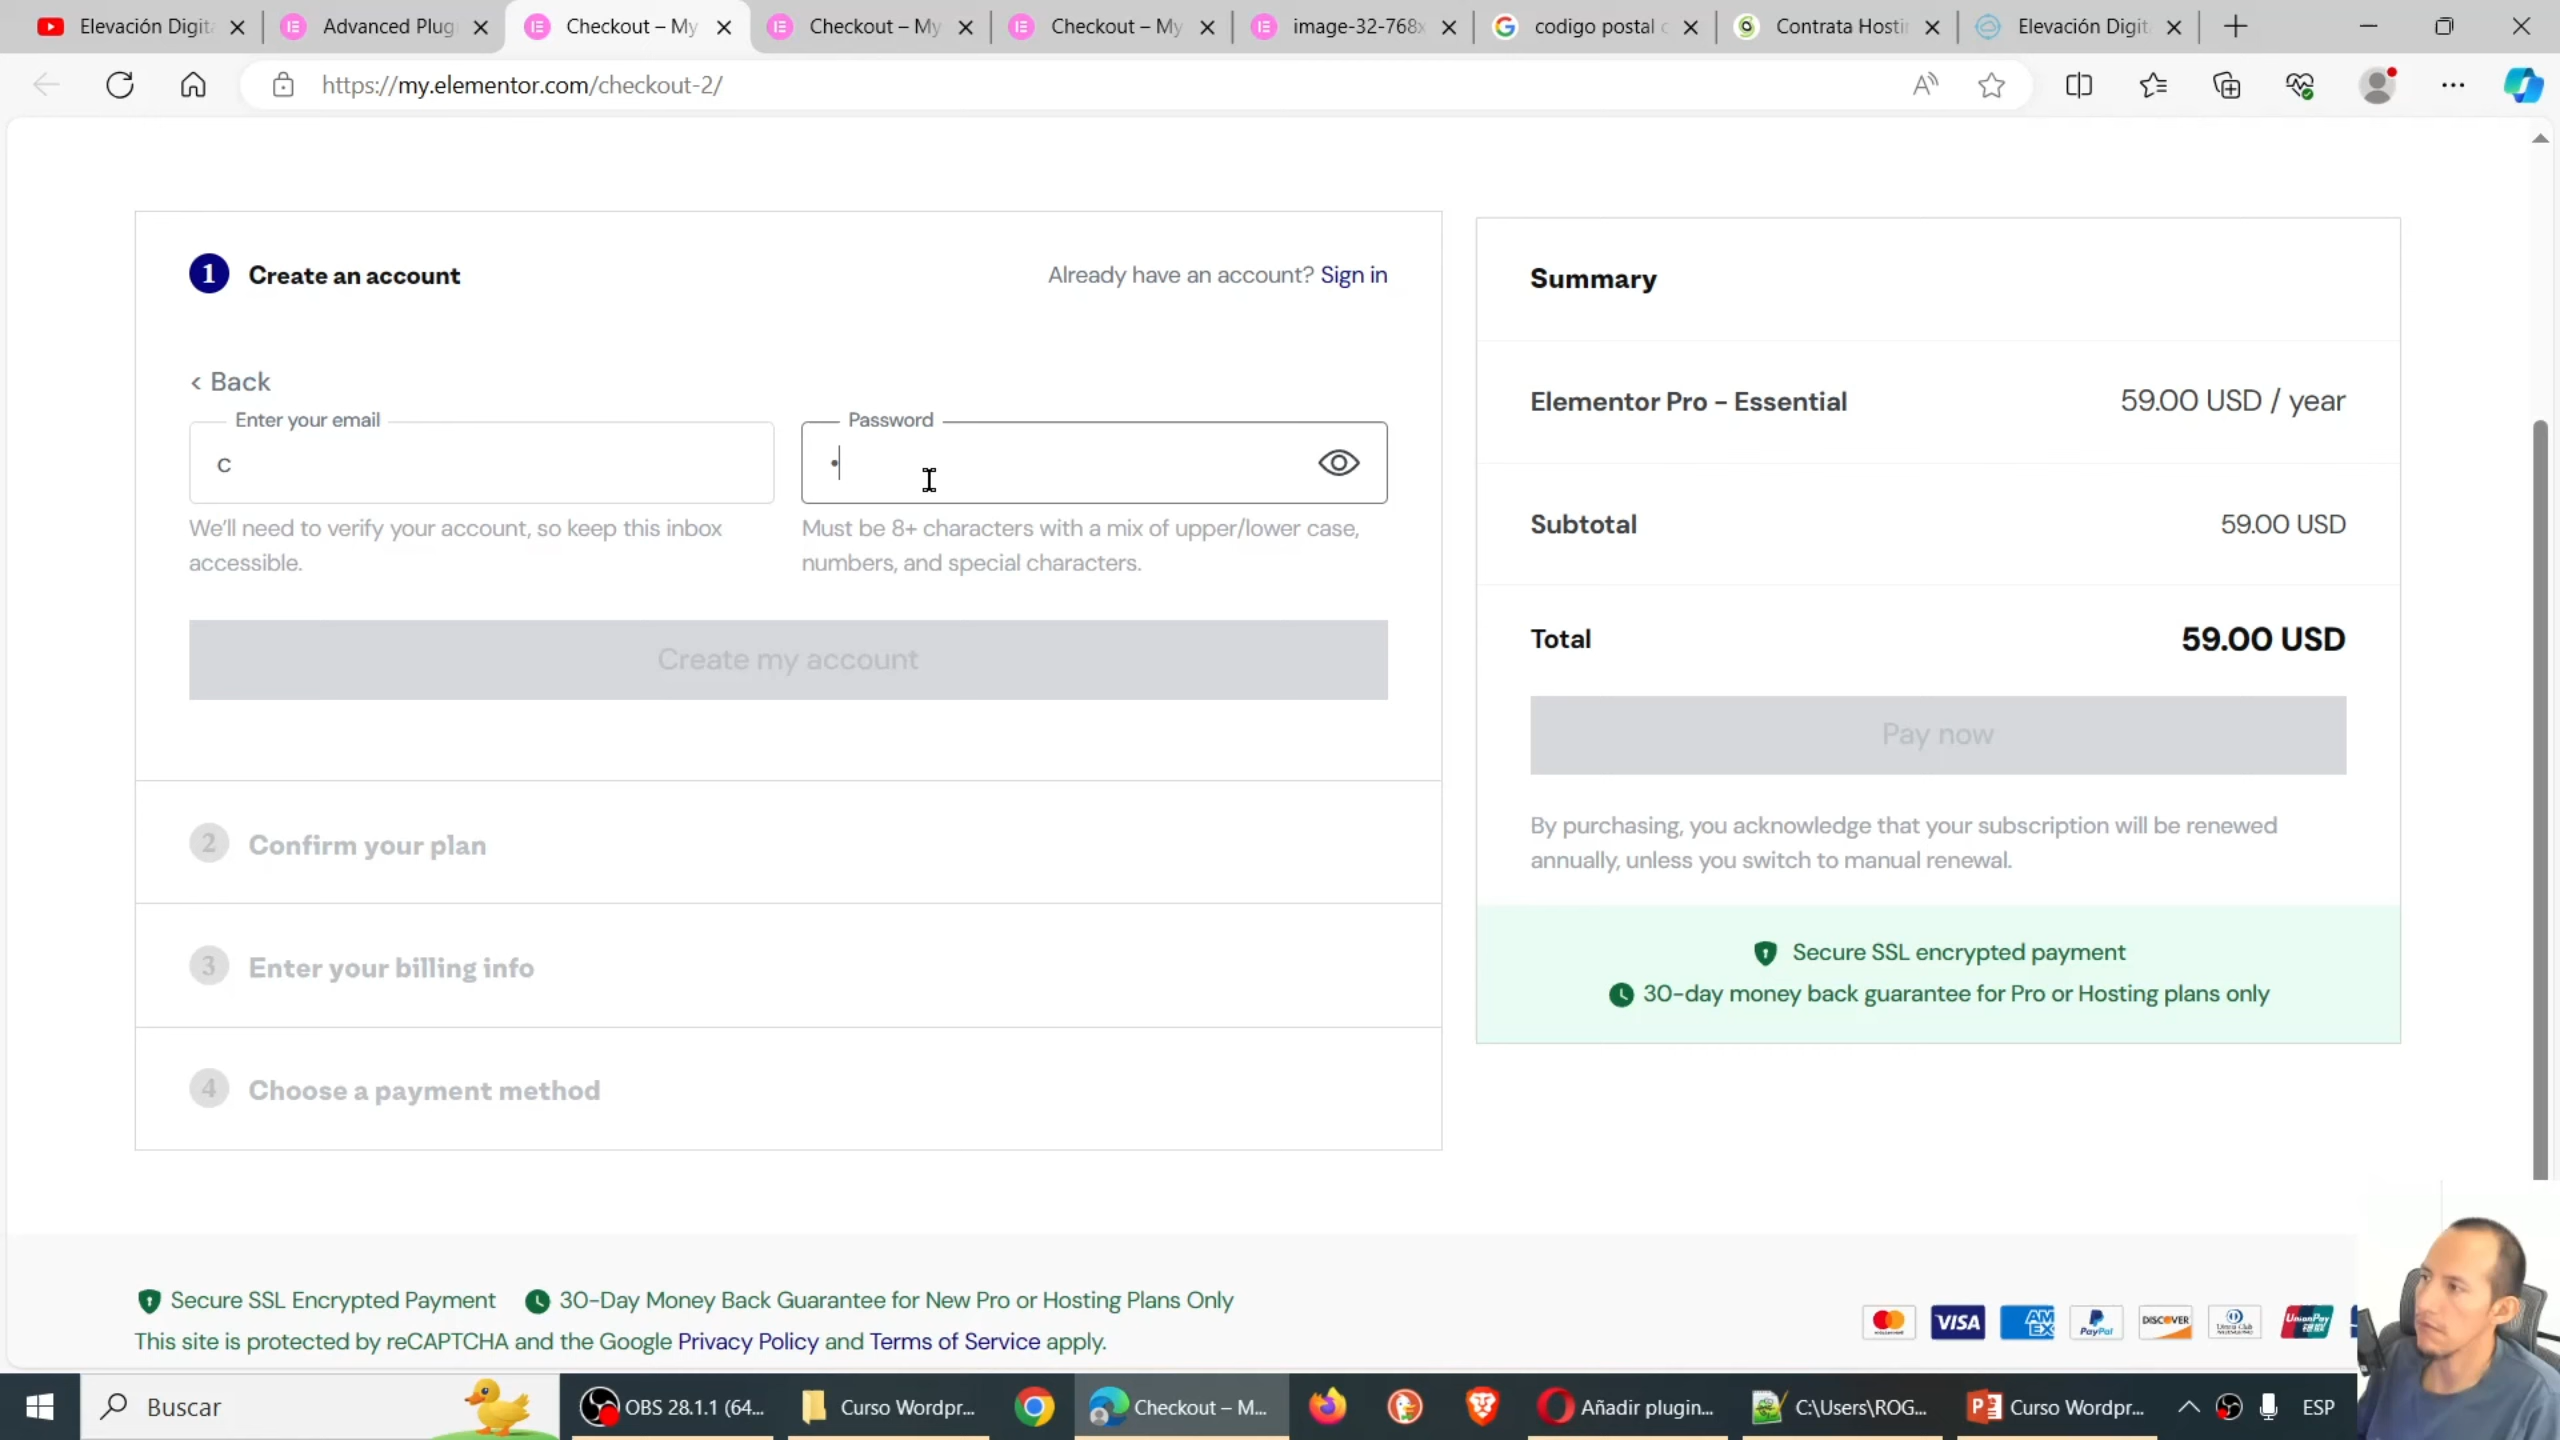 Elevación Digit
Advanced Plug
Checkout – My
Checkout – My
Checkout – My
image-32-768x
codigo postal c
Contrata Hosti
Elevación Digit
https://my.elementor.com/checkout-2/
1 Create an account
Already have an account? Sign in
< Back
Enter your email
c
We'll need to verify your account, so keep this inbox
accessible.
Password
•
Must be 8+ characters with a mix of upper/lower case,
numbers, and special characters.
Create my account
2 Confirm your plan
3 Enter your billing info
4 Choose a payment method
Summary
Elementor Pro – Essential 59.00 USD / year
Subtotal 59.00 USD
Total 59.00 USD
Pay now
By purchasing, you acknowledge that your subscription will be renewed
annually, unless you switch to manual renewal.
Secure SSL encrypted payment
30-day money back guarantee for Pro or Hosting plans only
Secure SSL Encrypted Payment 30-Day Money Back Guarantee for New Pro or Hosting Plans Only
This site is protected by reCAPTCHA and the Google Privacy Policy and Terms of Service apply.
VISA
AM EX
PayPal
DISCOVER
Diners Club
UnionPay
Buscar
OBS 28.1.1 (64...
Curso Wordpr...
Checkout – M...
Añadir plugin...
C:\Users\ROG...
Curso Wordpr...
ESP